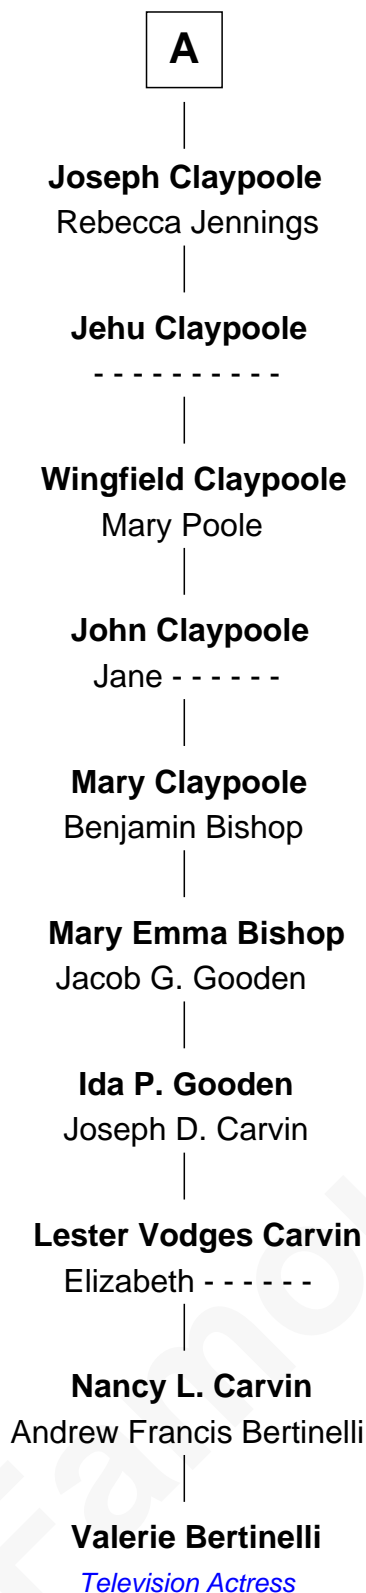 A
Joseph Claypoole
Rebecca Jennings
Jehu Claypoole
- - - - - - - - - -
Wingfield Claypoole
Mary Poole
John Claypoole
Jane - - - - - -
Mary Claypoole
Benjamin Bishop
Mary Emma Bishop
Jacob G. Gooden
Ida P. Gooden
Joseph D. Carvin
Lester Vodges Carvin
Elizabeth - - - - - -
Nancy L. Carvin
Andrew Francis Bertinelli
Valerie Bertinelli
Television Actress